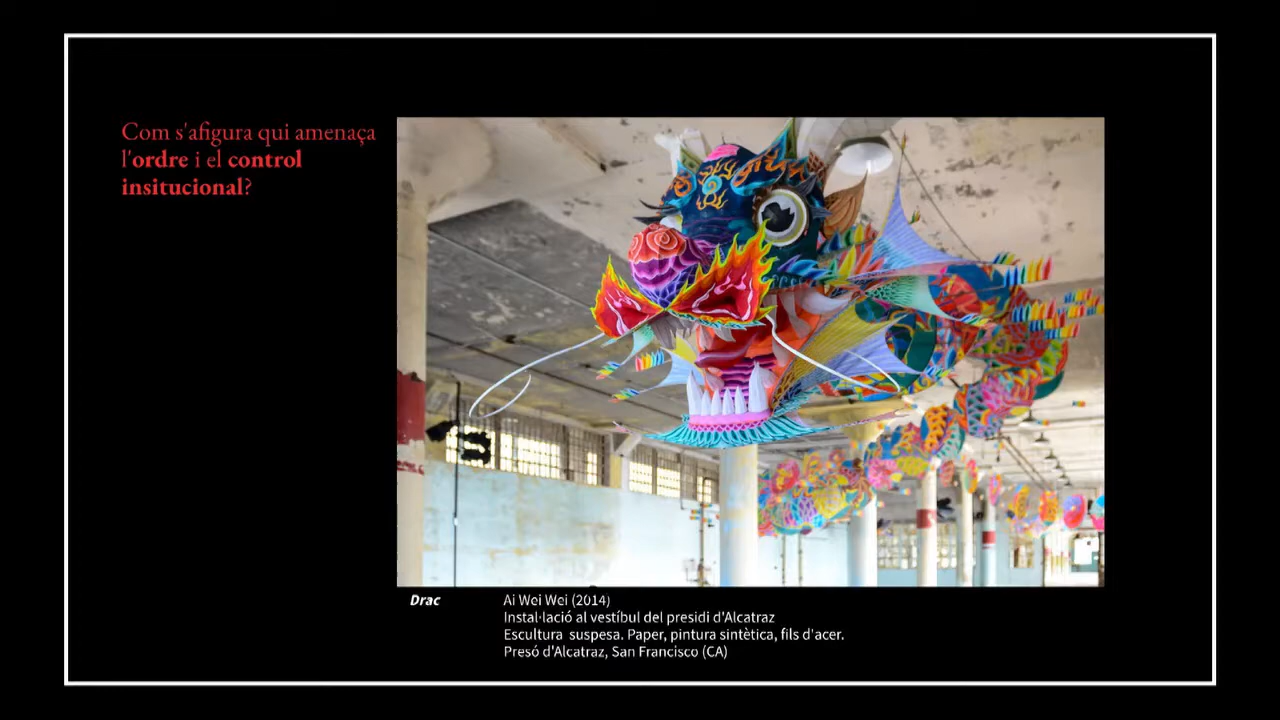 Com s'afigura qui amenaça
l'ordre i el control
insitucional?
Drac
Ai Wei Wei (2014)
Instal·lació al vestíbul del presidi d'Alcatraz
Escultura suspesa. Paper, pintura sintètica, fils d'acer.
Presó d'Alcatraz, San Francisco (CA)